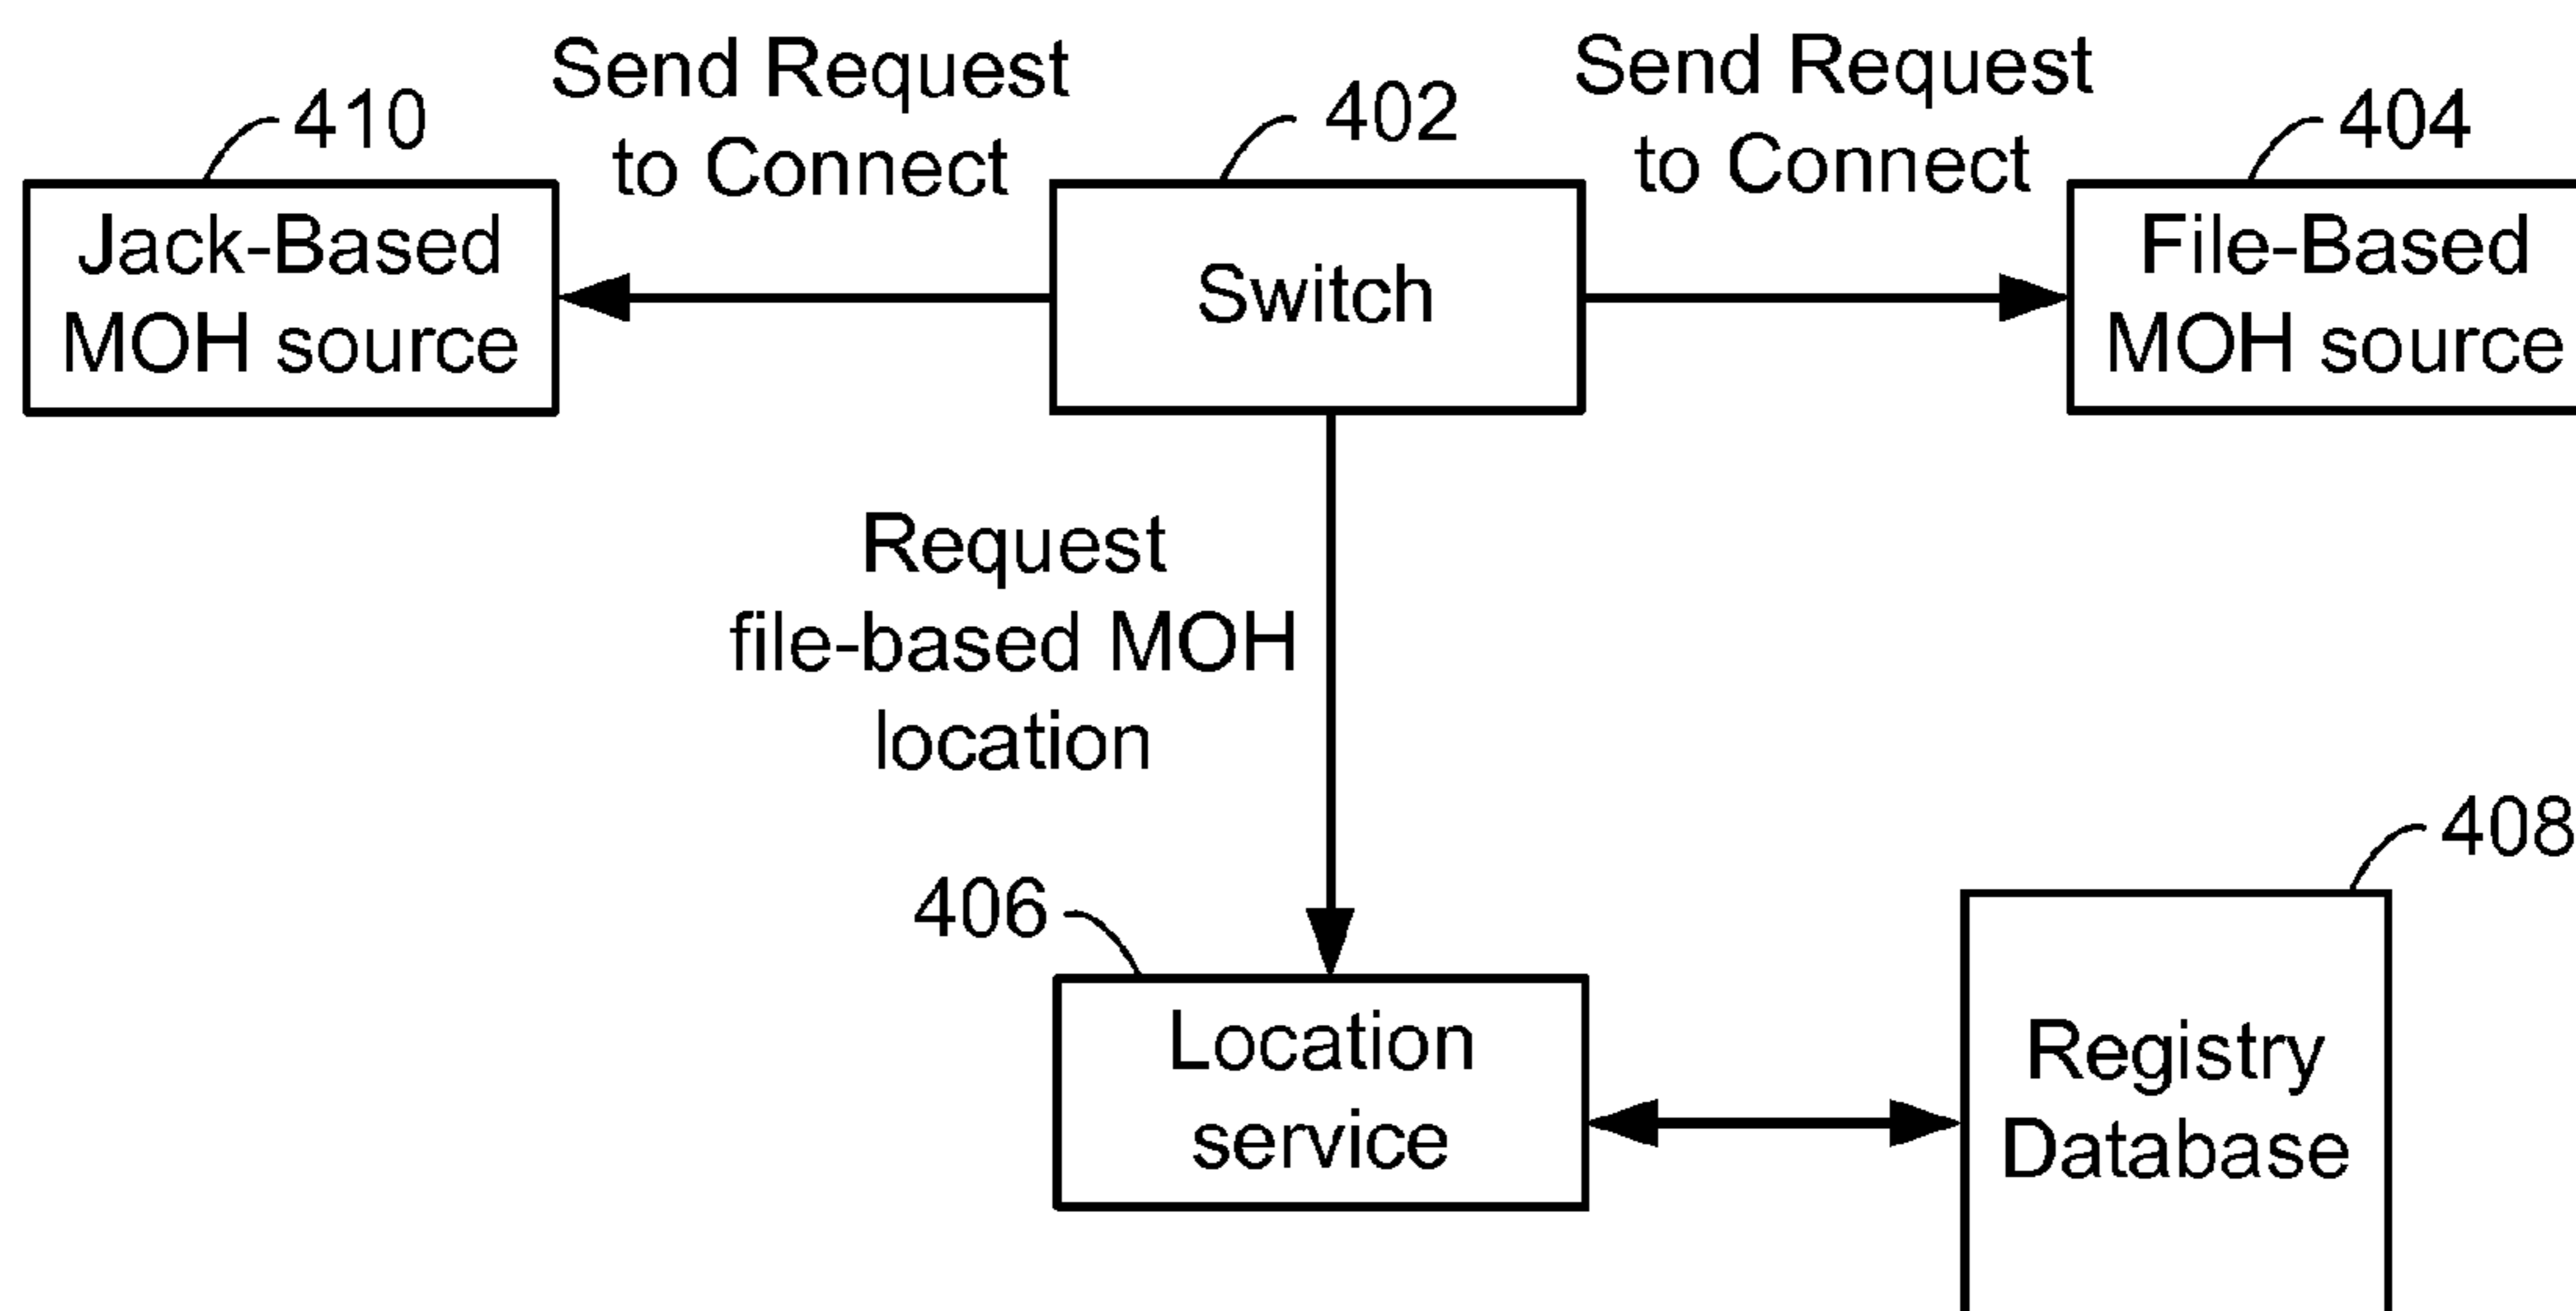 Send Request
to Connect
Send Request
to Connect
410
402
404
Jack-Based
MOH source
Switch
File-Based
MOH source
Request
file-based MOH
location
406
408
Location
service
Registry
Database